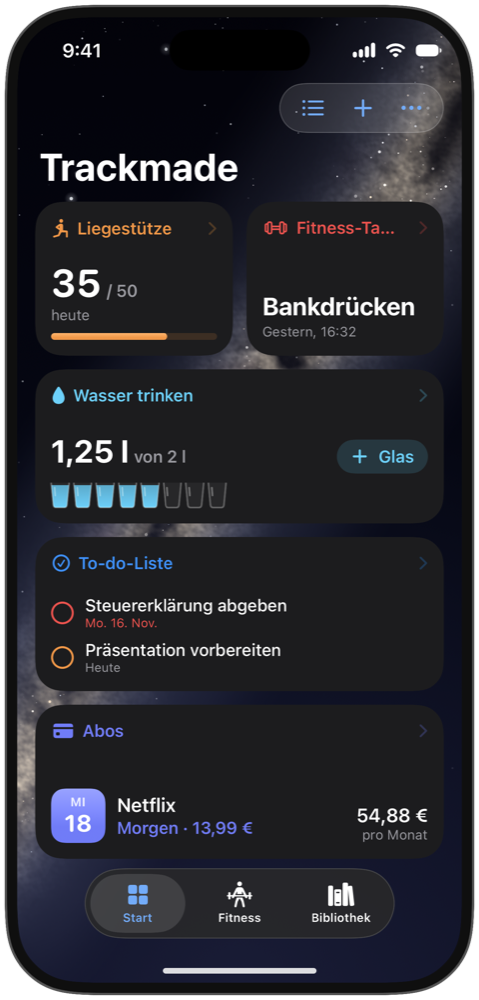 9:41
Trackmade
Liegestütze
35 / 50
heute
Fitness-Ta...
Bankdrücken
Gestern, 16:32
Wasser trinken
1,25 l von 2 l
+ Glas
To-do-Liste
Steuererklärung abgeben
Mo. 16. Nov.
Präsentation vorbereiten
Heute
Abos
MI
18
Netflix
Morgen · 13,99 €
54,88 €
pro Monat
Start
Fitness
Bibliothek